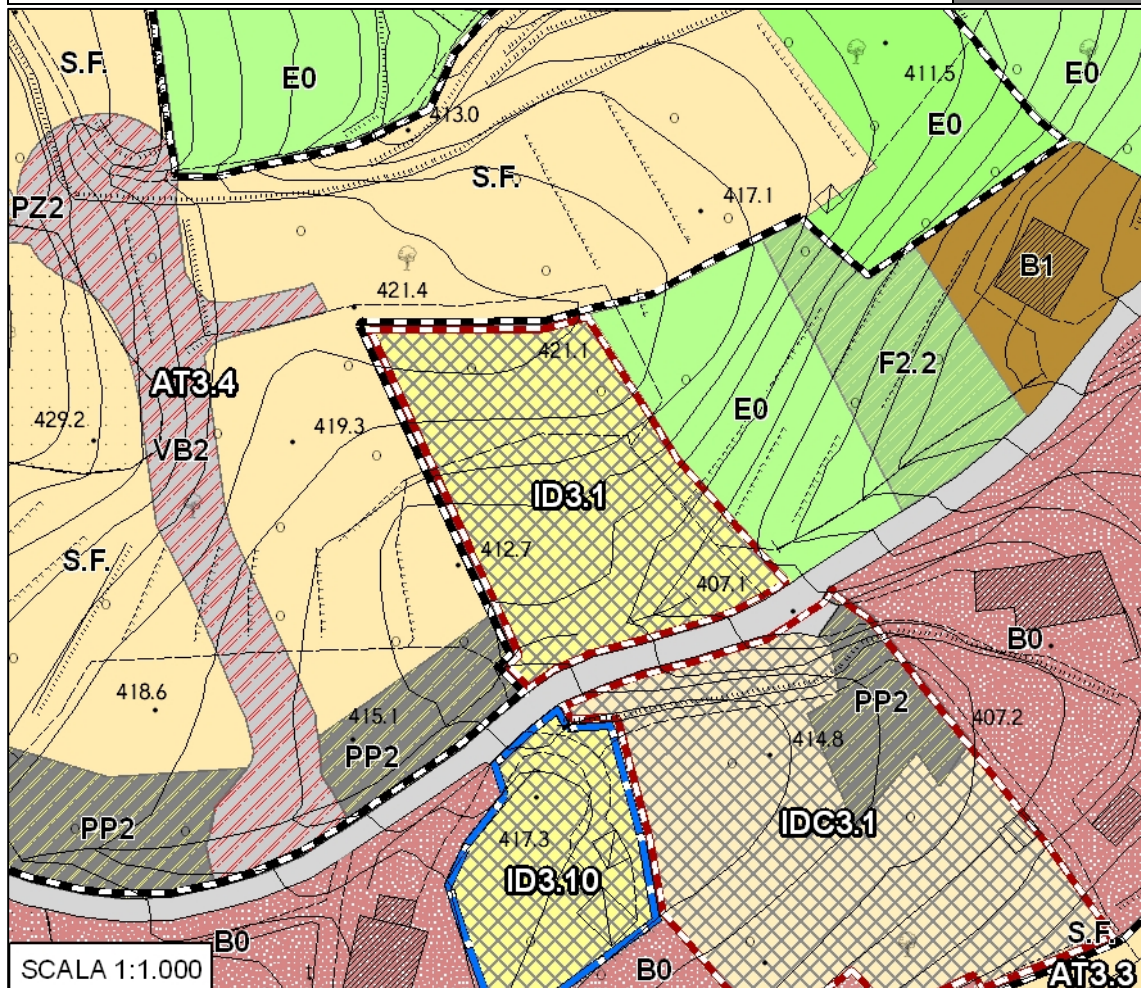 S.F.
E0
413.0
411.5
E0
E0
S.F.
PZ2
417.1
B1
421.4
421.1
F2.2
AT3.4
E0
429.2
419.3
VB2
ID3.1
412.7
S.F.
407.1
B0
418.6
415.1
PP2
PP2
407.2
414.8
PP2
IDC3.1
417.3
ID3.10
B0
S.F.
B0
AT3.3
SCALA 1:1.000